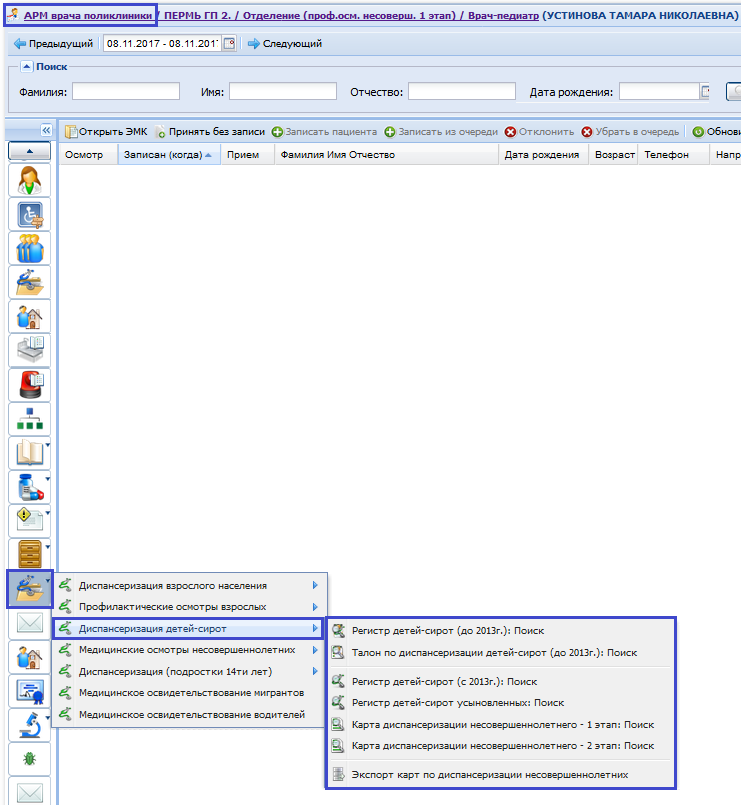 АРМ врача поликлиники / ПЕРМЬ ГП 2. / Отделение (проф.осм. несоверш. 1 этап) / Врач-педиатр (УСТИНОВА ТАМАРА НИКОЛАЕВНА)
Предыдущий 08.11.2017 - 08.11.201 Следующий
Поиск
Фамилия: Имя: Отчество: Дата рождения:
Открыть ЭМК Принять без записи Записать пациента Записать из очереди Отклонить Убрать в очередь Обнови
Осмотр Записан (когда) Прием Фамилия Имя Отчество Дата рождения Возраст Телефон Напр
Диспансеризация взрослого населения
Профилактические осмотры взрослых
Диспансеризация детей-сирот
Медицинские осмотры несовершеннолетних
Диспансеризация (подростки 14ти лет)
Медицинское освидетельствование мигрантов
Медицинское освидетельствование водителей
Регистр детей-сирот (до 2013г.): Поиск
Талон по диспансеризации детей-сирот (до 2013г.): Поиск
Регистр детей-сирот (с 2013г.): Поиск
Регистр детей-сирот усыновленных: Поиск
Карта диспансеризации несовершеннолетнего - 1 этап: Поиск
Карта диспансеризации несовершеннолетнего - 2 этап: Поиск
Экспорт карт по диспансеризации несовершеннолетних